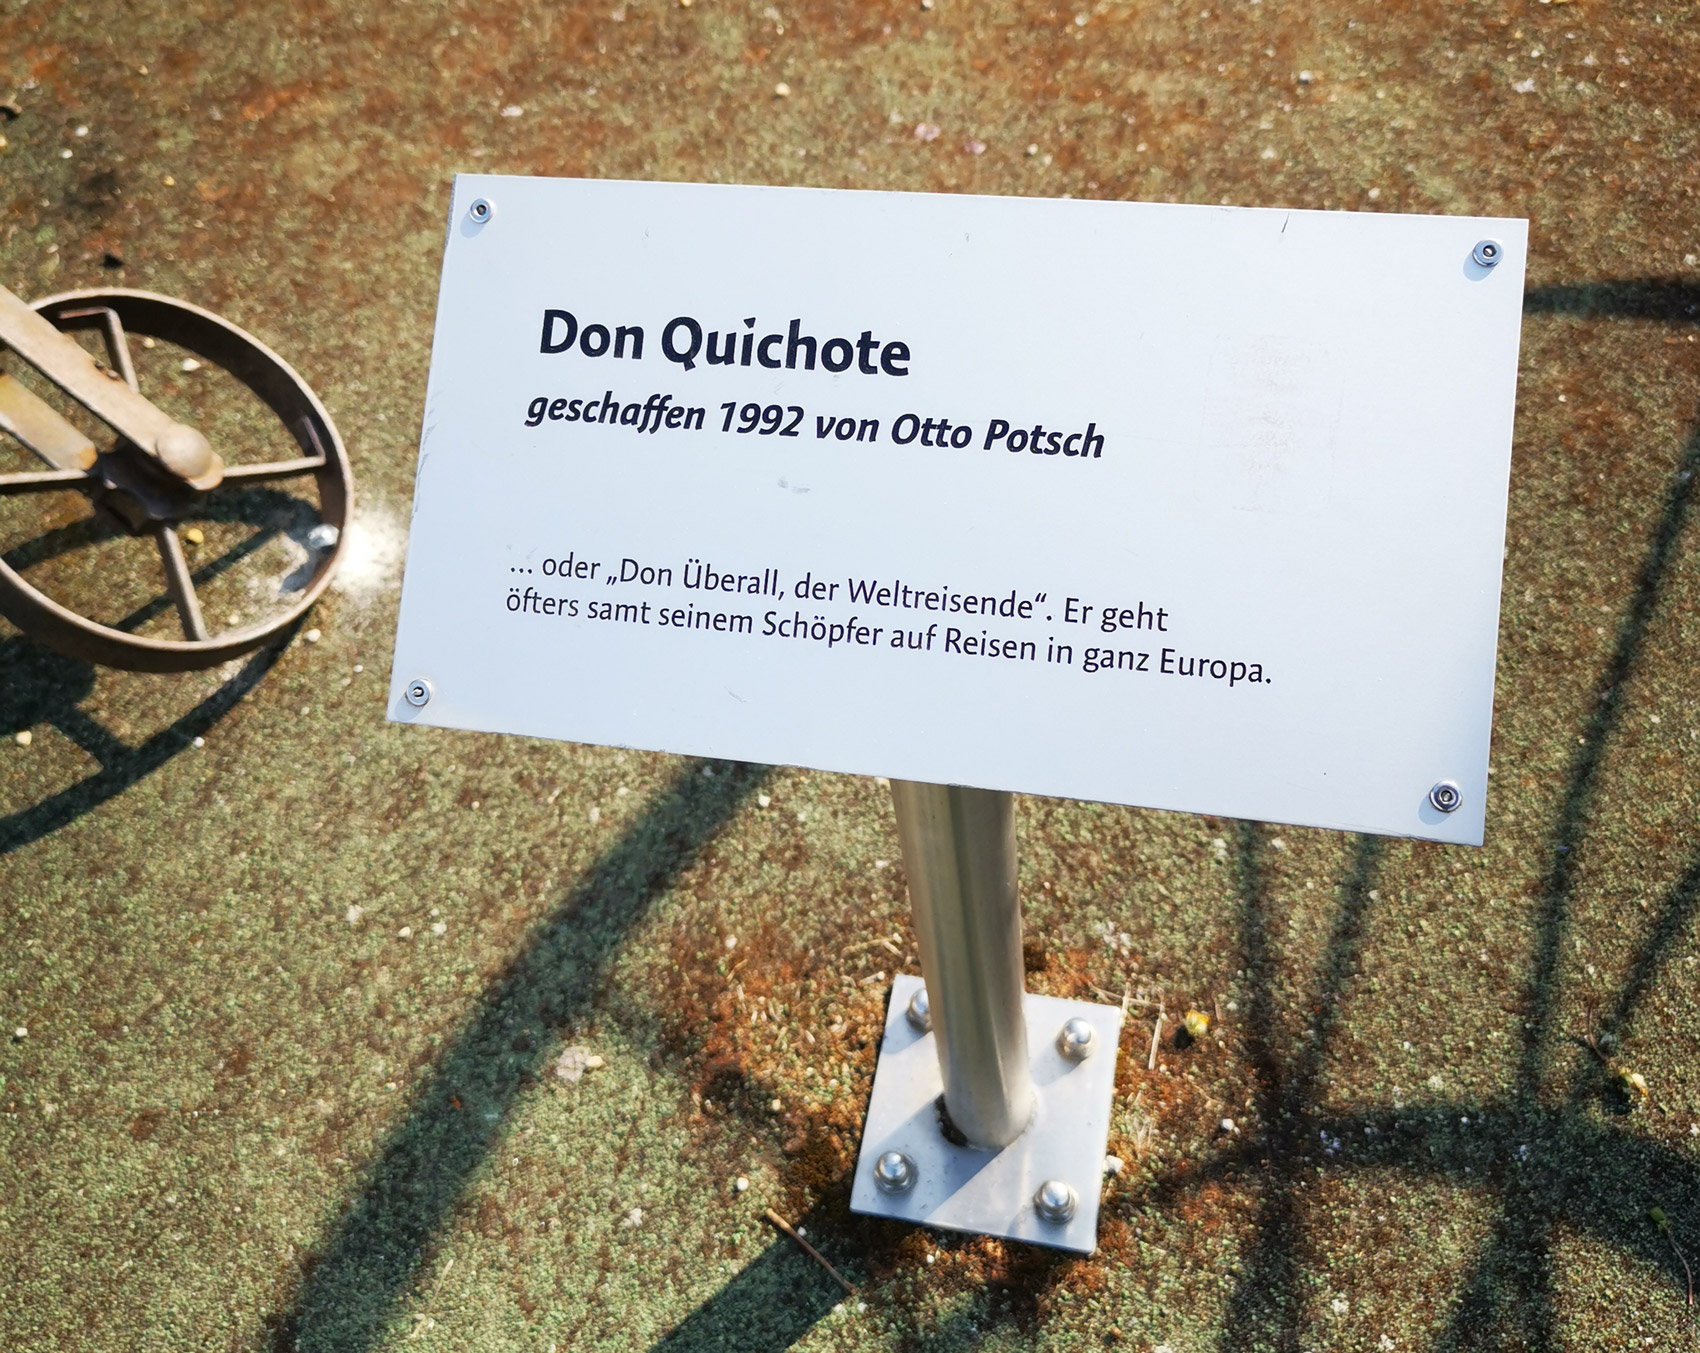 Don Quichote
geschaffen 1992 von Otto Potsch
... oder „Don Überall, der Weltreisende“. Er geht
öfters samt seinem Schöpfer auf Reisen in ganz Europa.